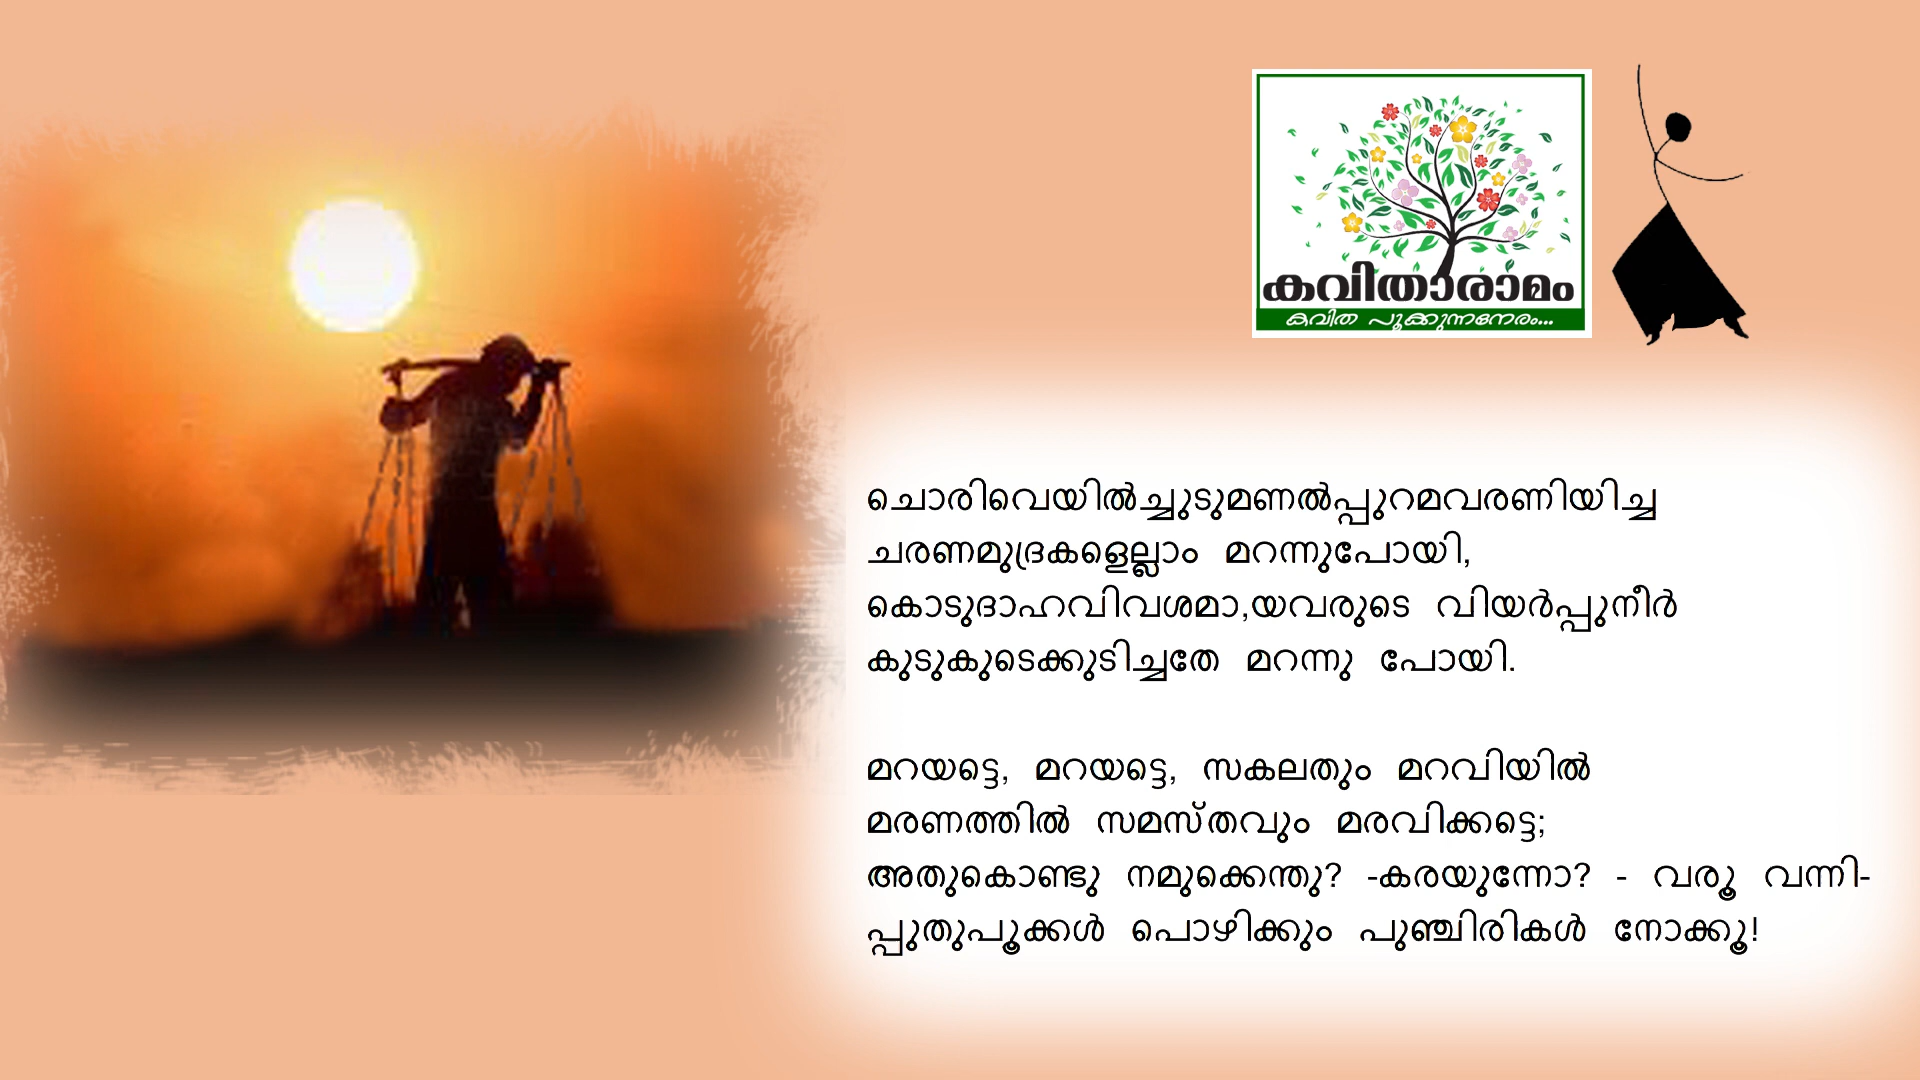 കവിതാരാമം
കവിത പൂക്കുന്നനേരം...
ചൊരിവെയിൽച്ചുടുമണൽപ്പുറമവരണിയിച്ച
ചരണമുദ്രകളെല്ലാം മറന്നുപോയി,
കൊടുദാഹവിവശമാ,യവരുടെ വിയർപ്പുനീർ
കുടുകുടെക്കുടിച്ചതേ മറന്നു പോയി.
മറയട്ടെ, മറയട്ടെ, സകലതും മറവിയിൽ
മരണത്തിൽ സമസ്തവും മരവിക്കട്ടെ;
അതുകൊണ്ടു നമുക്കെന്തു? -കരയുന്നോ? - വരൂ വന്നി-
പ്പുതുപൂക്കൾ പൊഴിക്കും പുഞ്ചിരികൾ നോക്കൂ!